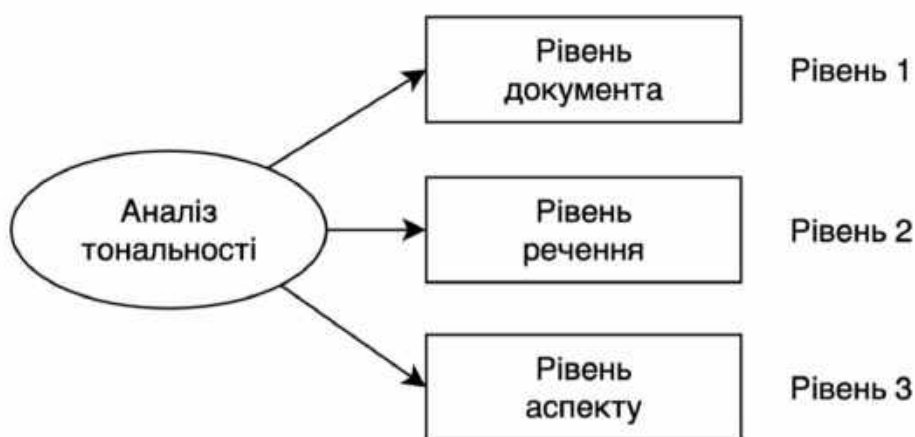 Рівень
документа
Рівень 1
Аналіз
тональності
Рівень
речення
Рівень 2
Рівень
аспекту
Рівень 3